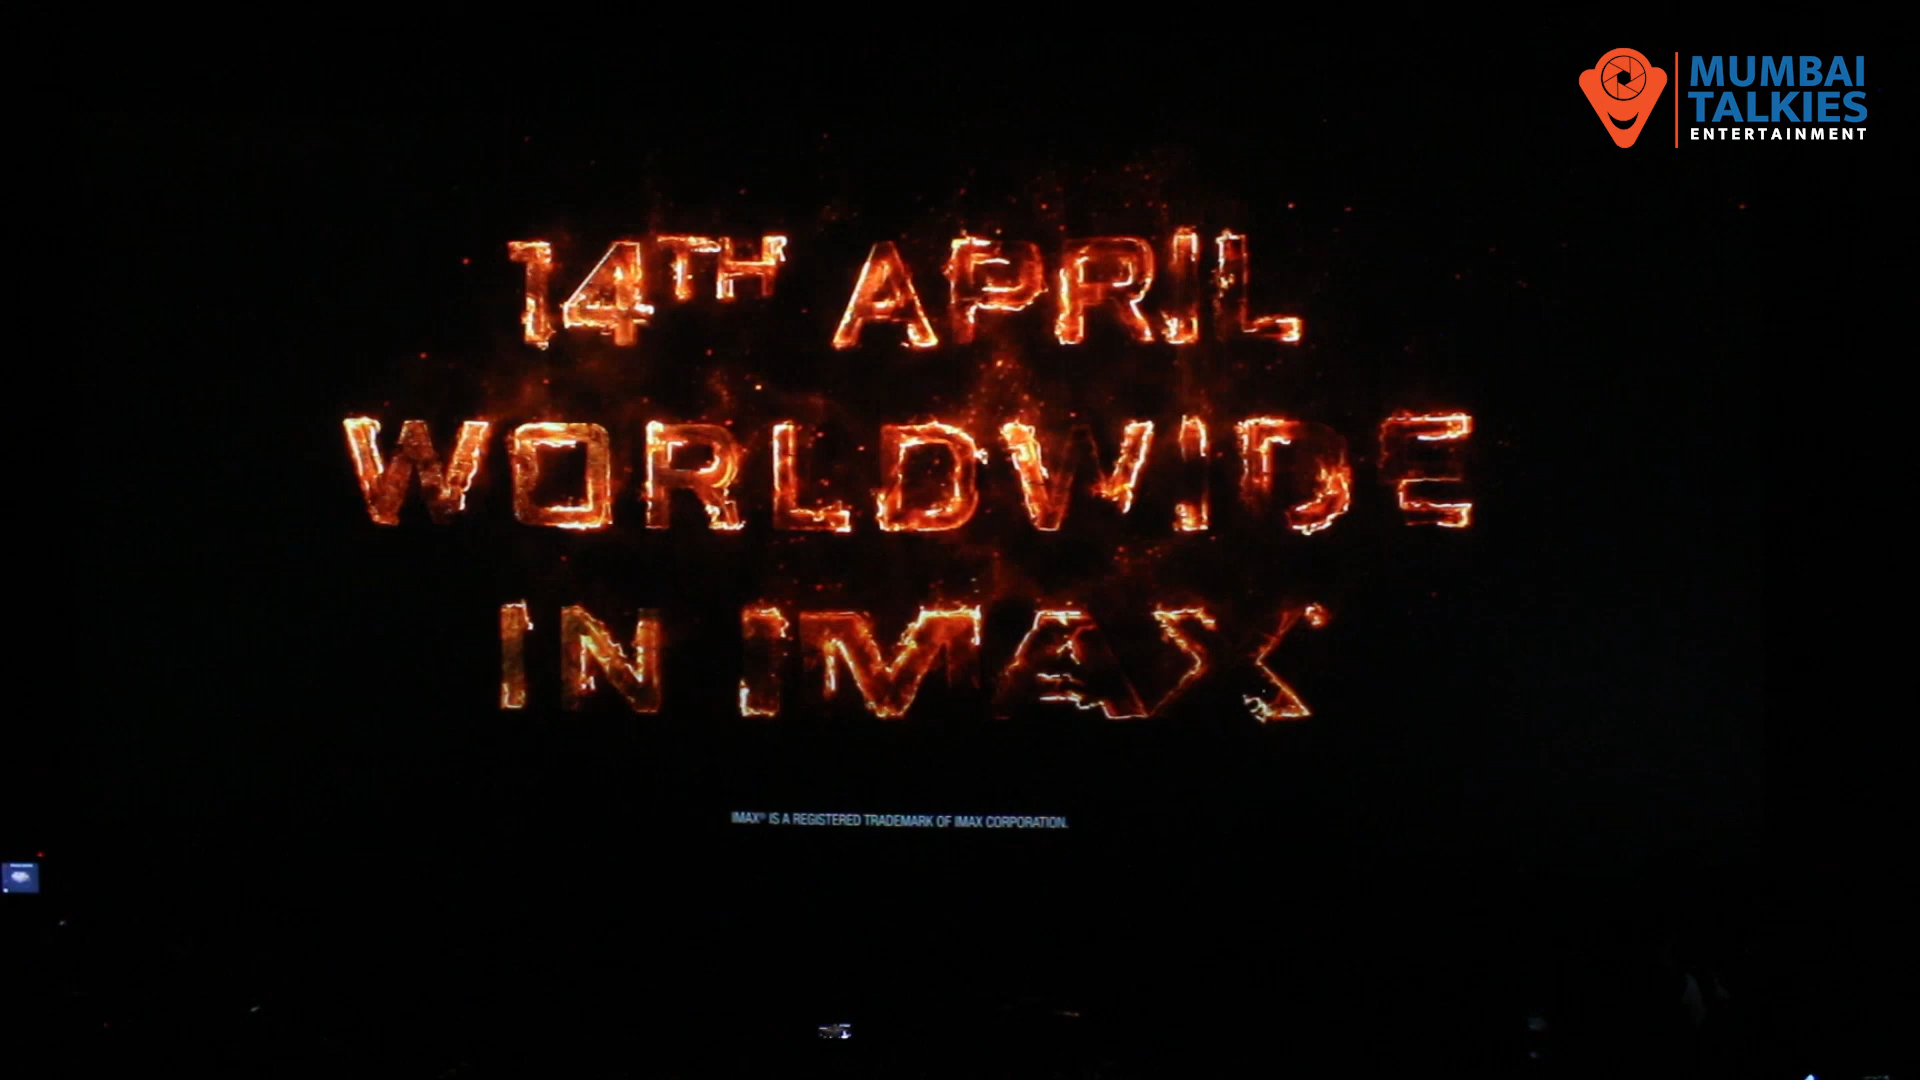 MUMBAI
TALKIES
ENTERTAINMENT
14TH APRIL
WORLDWIDE
IN IMAX
IMAX® IS A REGISTERED TRADEMARK OF IMAX CORPORATION.